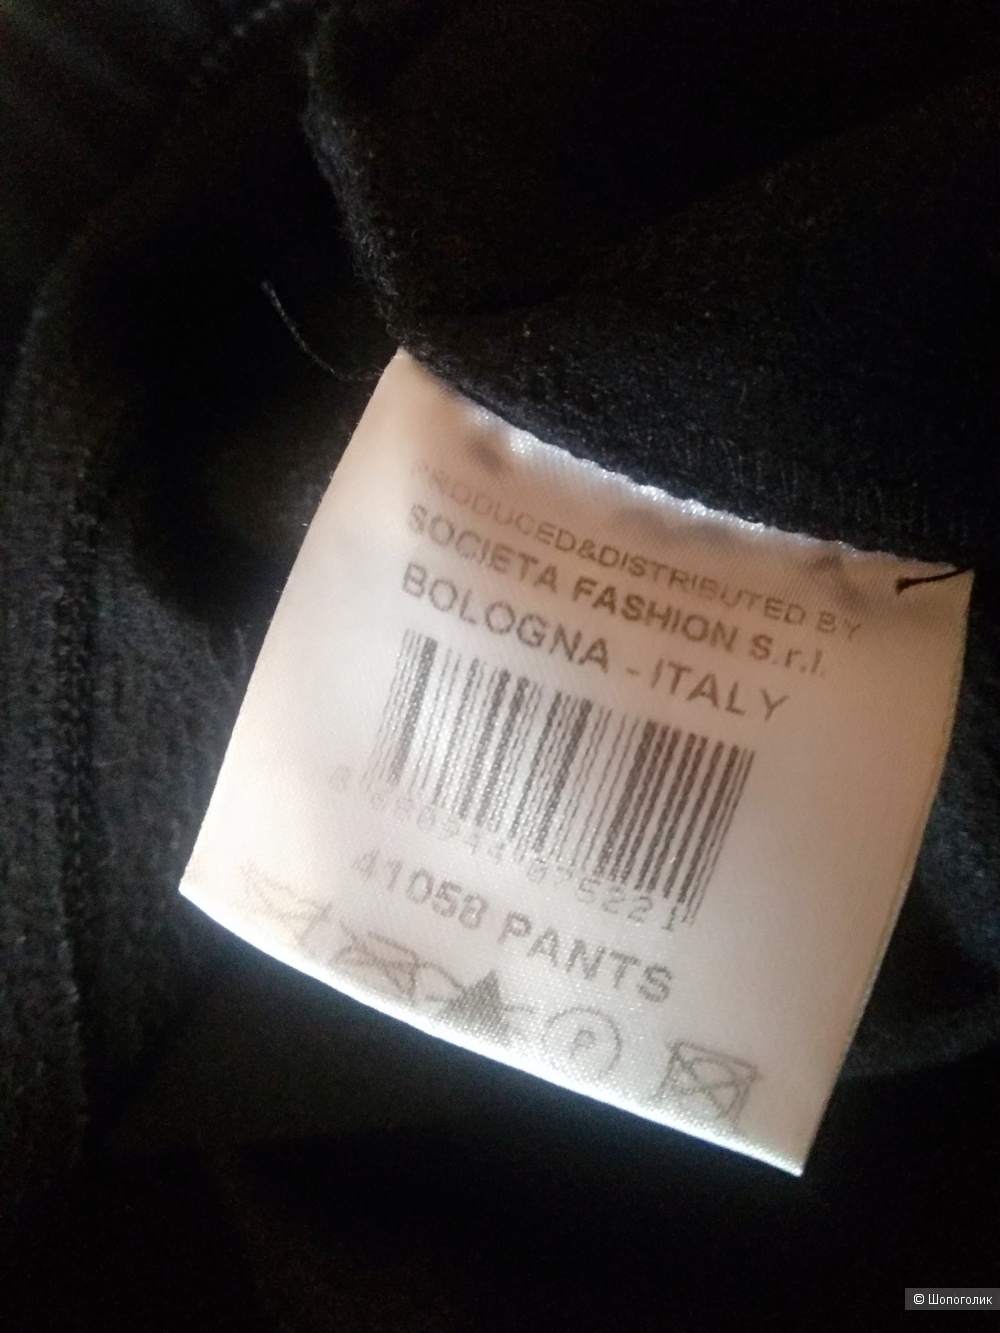 PRODUCED&DISTRIBUTED BY
SOCIETA FASHION S.r.l.
BOLOGNA - ITALY
41058 PANTS
P
© Шопоголик